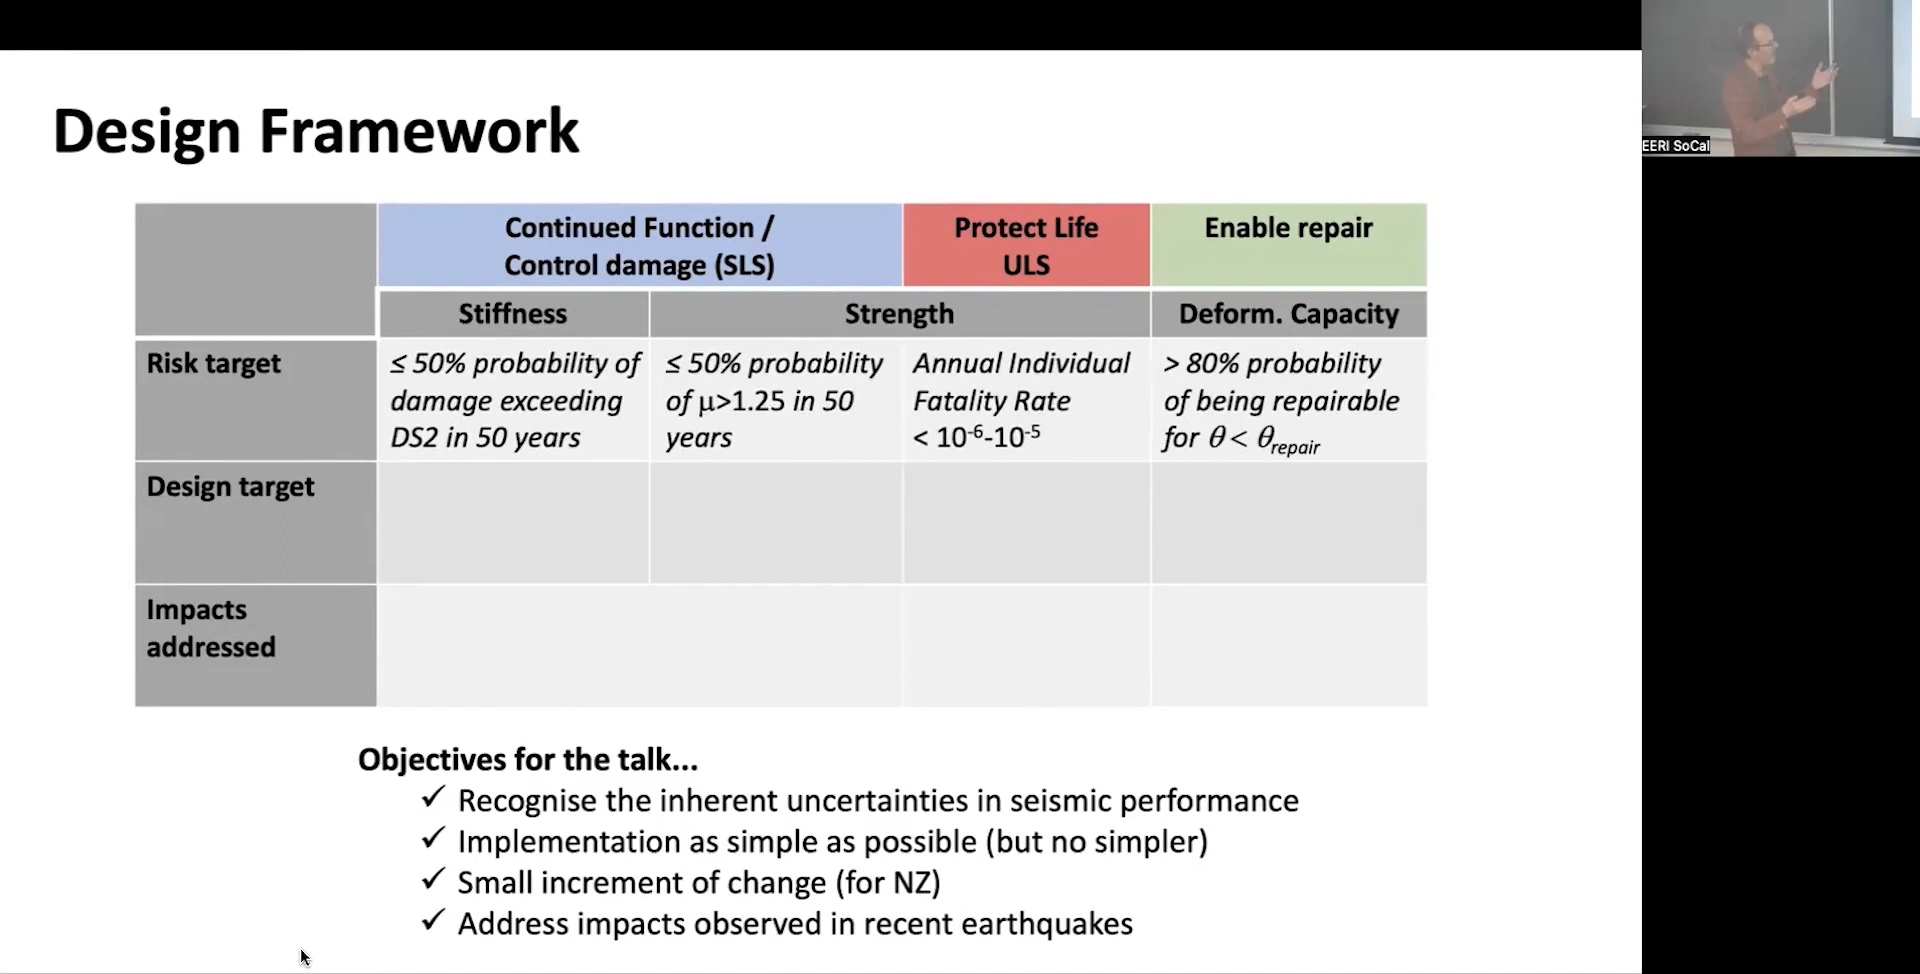 Design Framework
EERI SoCal
Continued Function /
Control damage (SLS)
Protect Life
ULS
Enable repair
Stiffness
Strength
Deform. Capacity
Risk target
≤ 50% probability of
damage exceeding
DS2 in 50 years
≤ 50% probability
of μ>1.25 in 50
years
Annual Individual
Fatality Rate
< 10⁻⁶-10⁻⁵
> 80% probability
of being repairable
for θ < θrepair
Design target
Impacts
addressed
Objectives for the talk...
✓ Recognise the inherent uncertainties in seismic performance
✓ Implementation as simple as possible (but no simpler)
✓ Small increment of change (for NZ)
✓ Address impacts observed in recent earthquakes